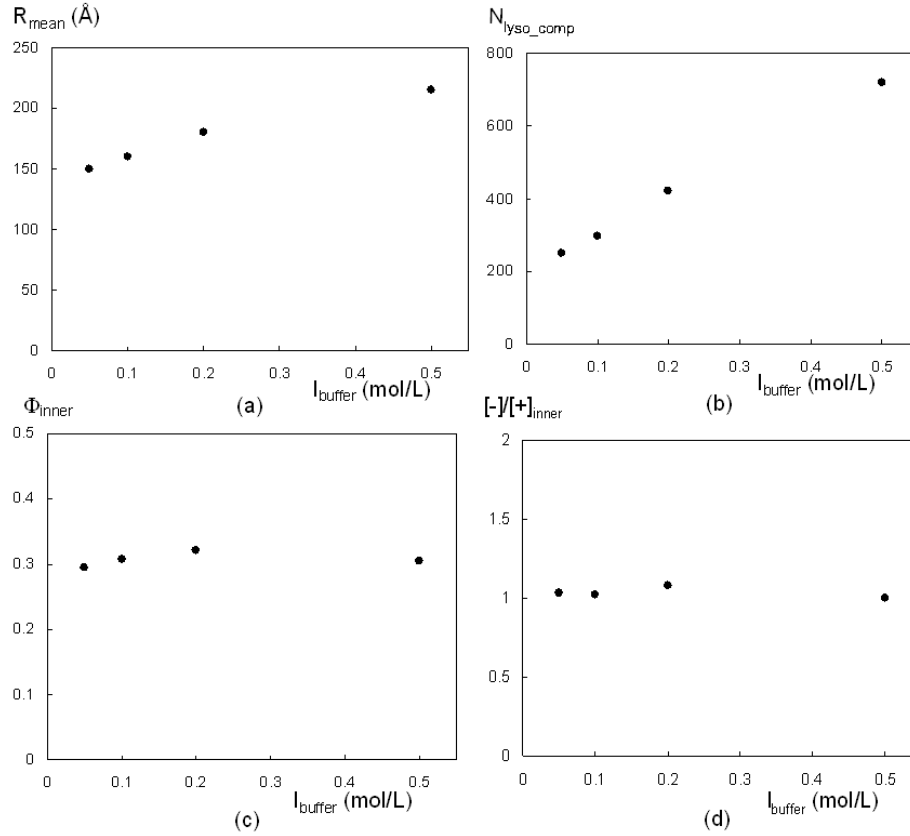 R_mean (Å)
250
200
150
100
50
0
0 0.1 0.2 0.3 0.4 0.5
I_buffer (mol/L)
(a)
N_lyso_comp
800
600
400
200
0
0 0.1 0.2 0.3 0.4 0.5
I_buffer (mol/L)
(b)
Φ_inner
0.5
0.4
0.3
0.2
0.1
0
0 0.1 0.2 0.3 0.4 0.5
I_buffer (mol/L)
(c)
[-]/[+]_inner
2
1.5
1
0.5
0
0 0.1 0.2 0.3 0.4 0.5
I_buffer (mol/L)
(d)